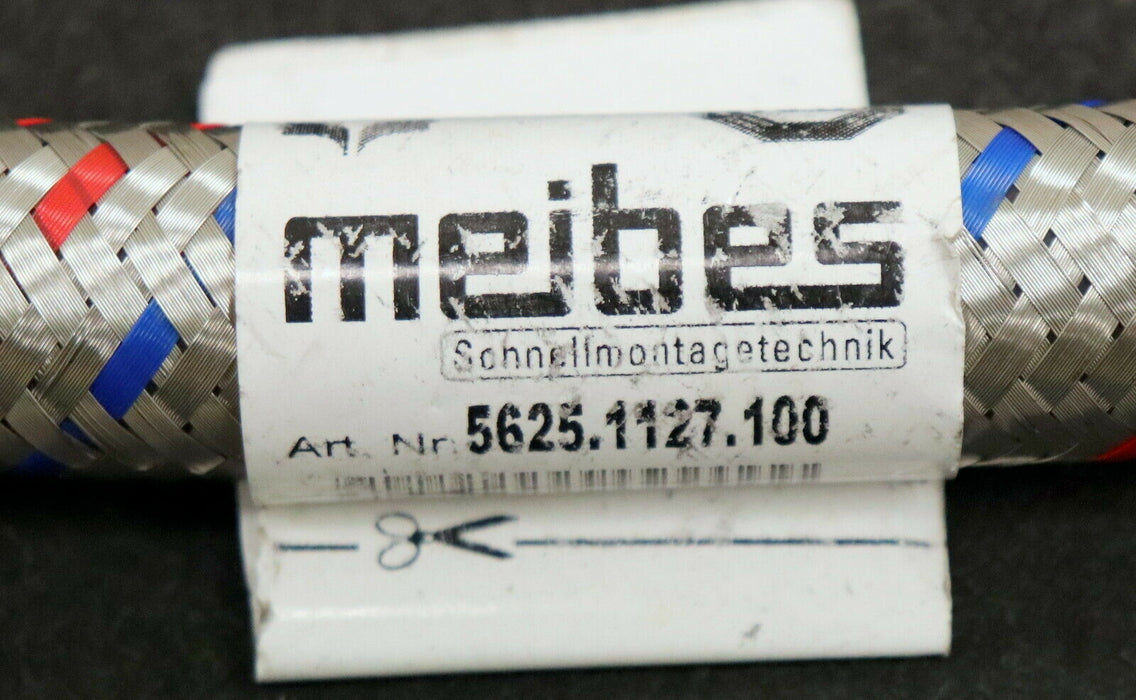 meibes
Schnellmontagetechnik
Art. Nr. 5625.1127.100